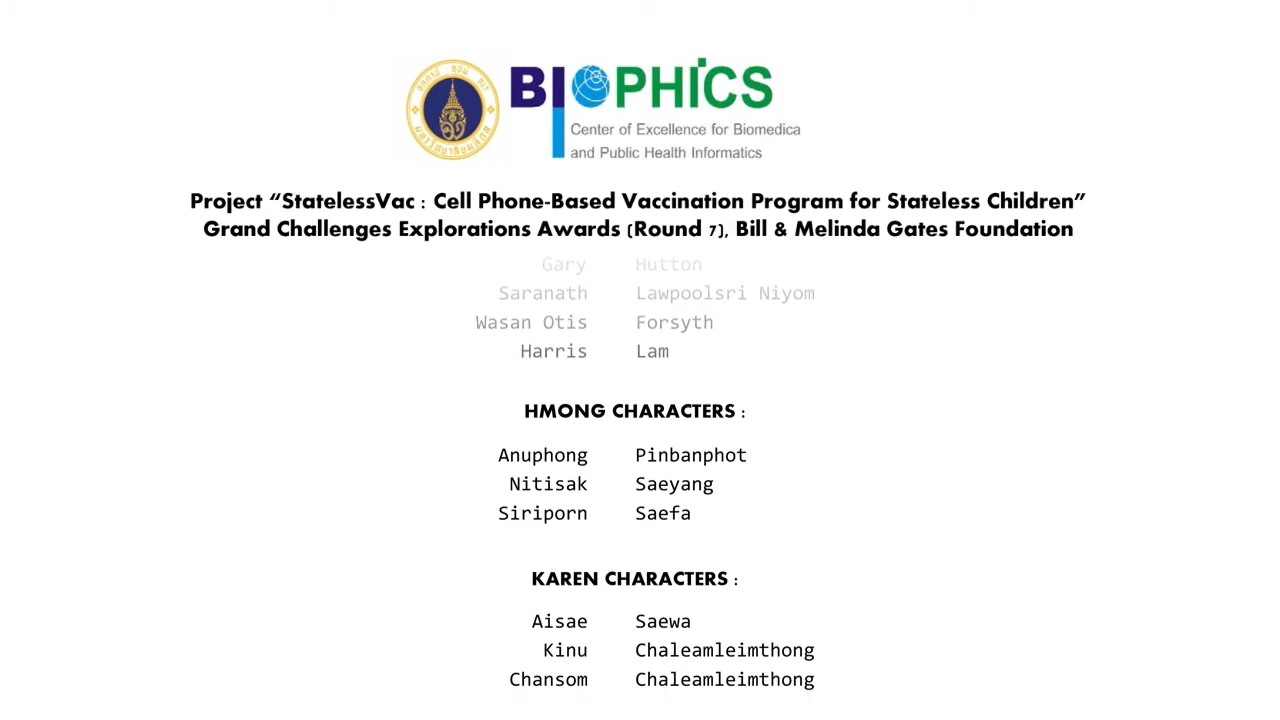 BIOPHICS
Center of Excellence for Biomedica
and Public Health Informatics
Project “StatelessVac : Cell Phone-Based Vaccination Program for Stateless Children”
Grand Challenges Explorations Awards (Round 7), Bill & Melinda Gates Foundation
Gary Hutton
Saranath Lawpoolsri Niyom
Wasan Otis Forsyth
Harris Lam
HMONG CHARACTERS :
Anuphong Pinbanphot
Nitisak Saeyang
Siriporn Saefa
KAREN CHARACTERS :
Aisae Saewa
Kinu Chaleamleimthong
Chansom Chaleamleimthong